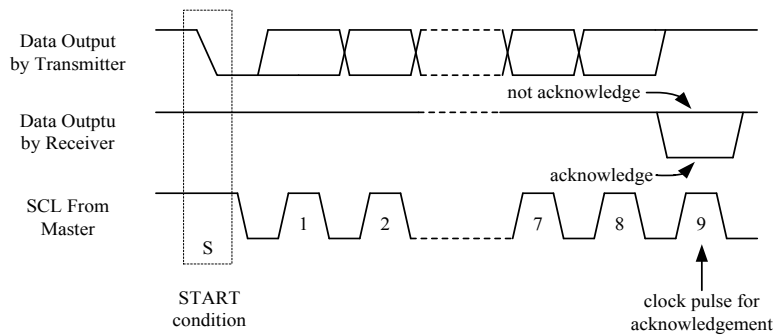 Data Output
by Transmitter
not acknowledge
Data Outptu
by Receiver
acknowledge
SCL From
Master
1
2
7
8
9
S
START
condition
clock pulse for
acknowledgement